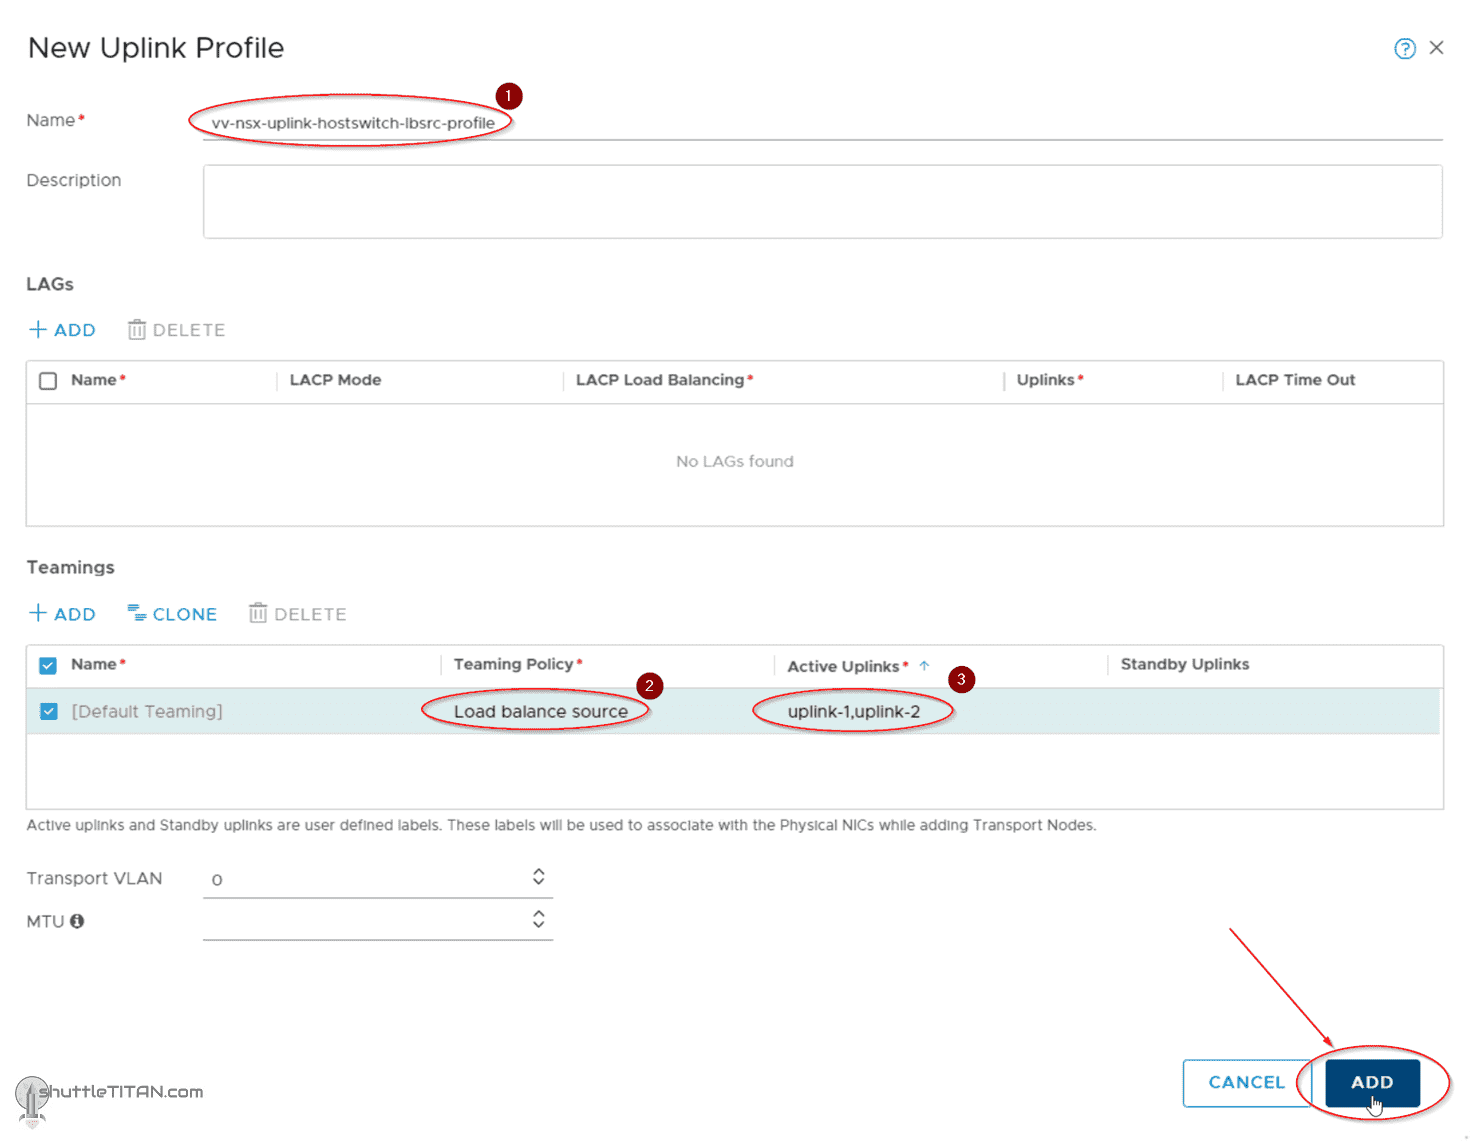 New Uplink Profile
?
1
Name* vv-nsx-uplink-hostswitch-lbsrc-profile
Description
LAGs
ADD DELETE
Name* LACP Mode LACP Load Balancing* Uplinks* LACP Time Out
No LAGs found
Teamings
ADD CLONE DELETE
Name* Teaming Policy* Active Uplinks* Standby Uplinks
2 3
[Default Teaming] Load balance source uplink-1,uplink-2
Active uplinks and Standby uplinks are user defined labels. These labels will be used to associate with the Physical NICs while adding Transport Nodes.
Transport VLAN 0
MTU
CANCEL ADD
shuttleTITAN.com